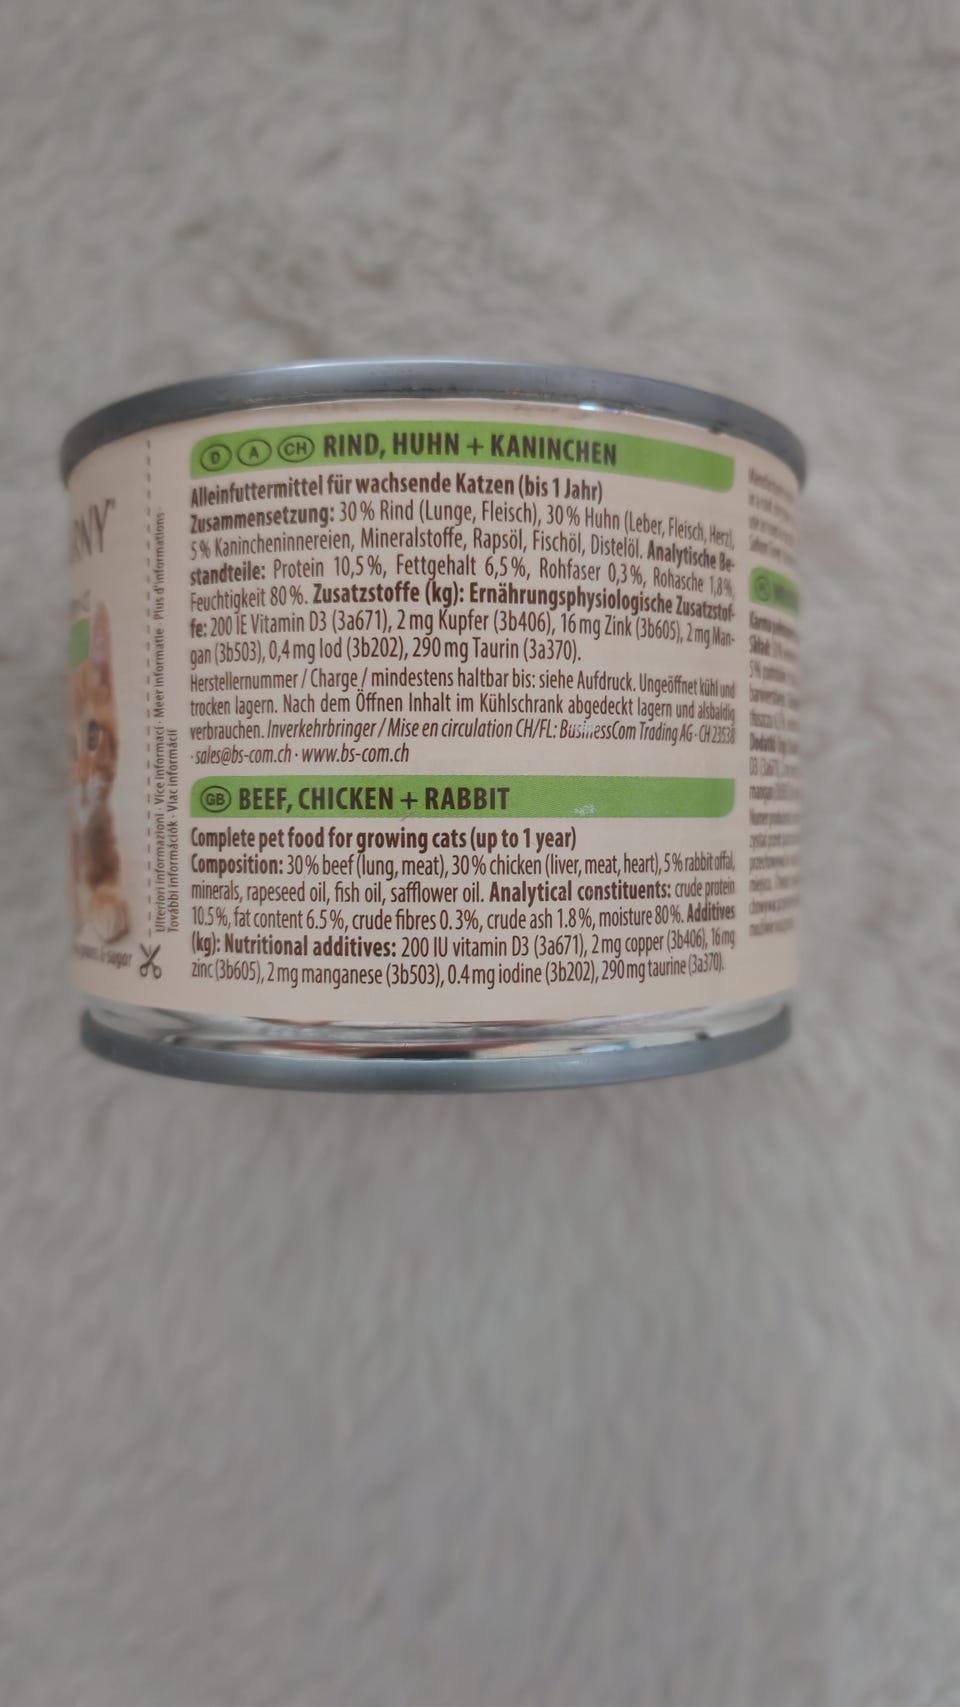 D A CH RIND, HUHN + KANINCHEN
Alleinfuttermittel für wachsende Katzen (bis 1 Jahr)
Zusammensetzung: 30 % Rind (Lunge, Fleisch), 30 % Huhn (Leber, Fleisch, Herz),
5 % Kanincheninnereien, Mineralstoffe, Rapsöl, Fischöl, Distelöl. Analytische Be-
standteile: Protein 10,5 %, Fettgehalt 6,5 %, Rohfaser 0,3 %, Rohasche 1,8 %,
Feuchtigkeit 80 %. Zusatzstoffe (kg): Ernährungsphysiologische Zusatzstof-
fe: 200 IE Vitamin D3 (3a671), 2 mg Kupfer (3b406), 16 mg Zink (3b605), 2 mg Man-
gan (3b503), 0,4 mg Iod (3b202), 290 mg Taurin (3a370).
Herstellernummer / Charge / mindestens haltbar bis: siehe Aufdruck. Ungeöffnet kühl und
trocken lagern. Nach dem Öffnen Inhalt im Kühlschrank abgedeckt lagern und alsbaldig
verbrauchen. Inverkehrbringer / Mise en circulation CH/FL: BusinessCom Trading AG · CH 23538
· sales@bs-com.ch · www.bs-com.ch
GB BEEF, CHICKEN + RABBIT
Complete pet food for growing cats (up to 1 year)
Composition: 30 % beef (lung, meat), 30 % chicken (liver, meat, heart), 5 % rabbit offal,
minerals, rapeseed oil, fish oil, safflower oil. Analytical constituents: crude protein
10.5 %, fat content 6.5 %, crude fibres 0.3 %, crude ash 1.8 %, moisture 80 %. Additives
(kg): Nutritional additives: 200 IU vitamin D3 (3a671), 2 mg copper (3b406), 16 mg
zinc (3b605), 2 mg manganese (3b503), 0.4 mg iodine (3b202), 290 mg taurine (3a370).
Ulteriori informazioni · Více informací · Meer informatie · Plus d'informations
További információk · Viac informácií
& sugar